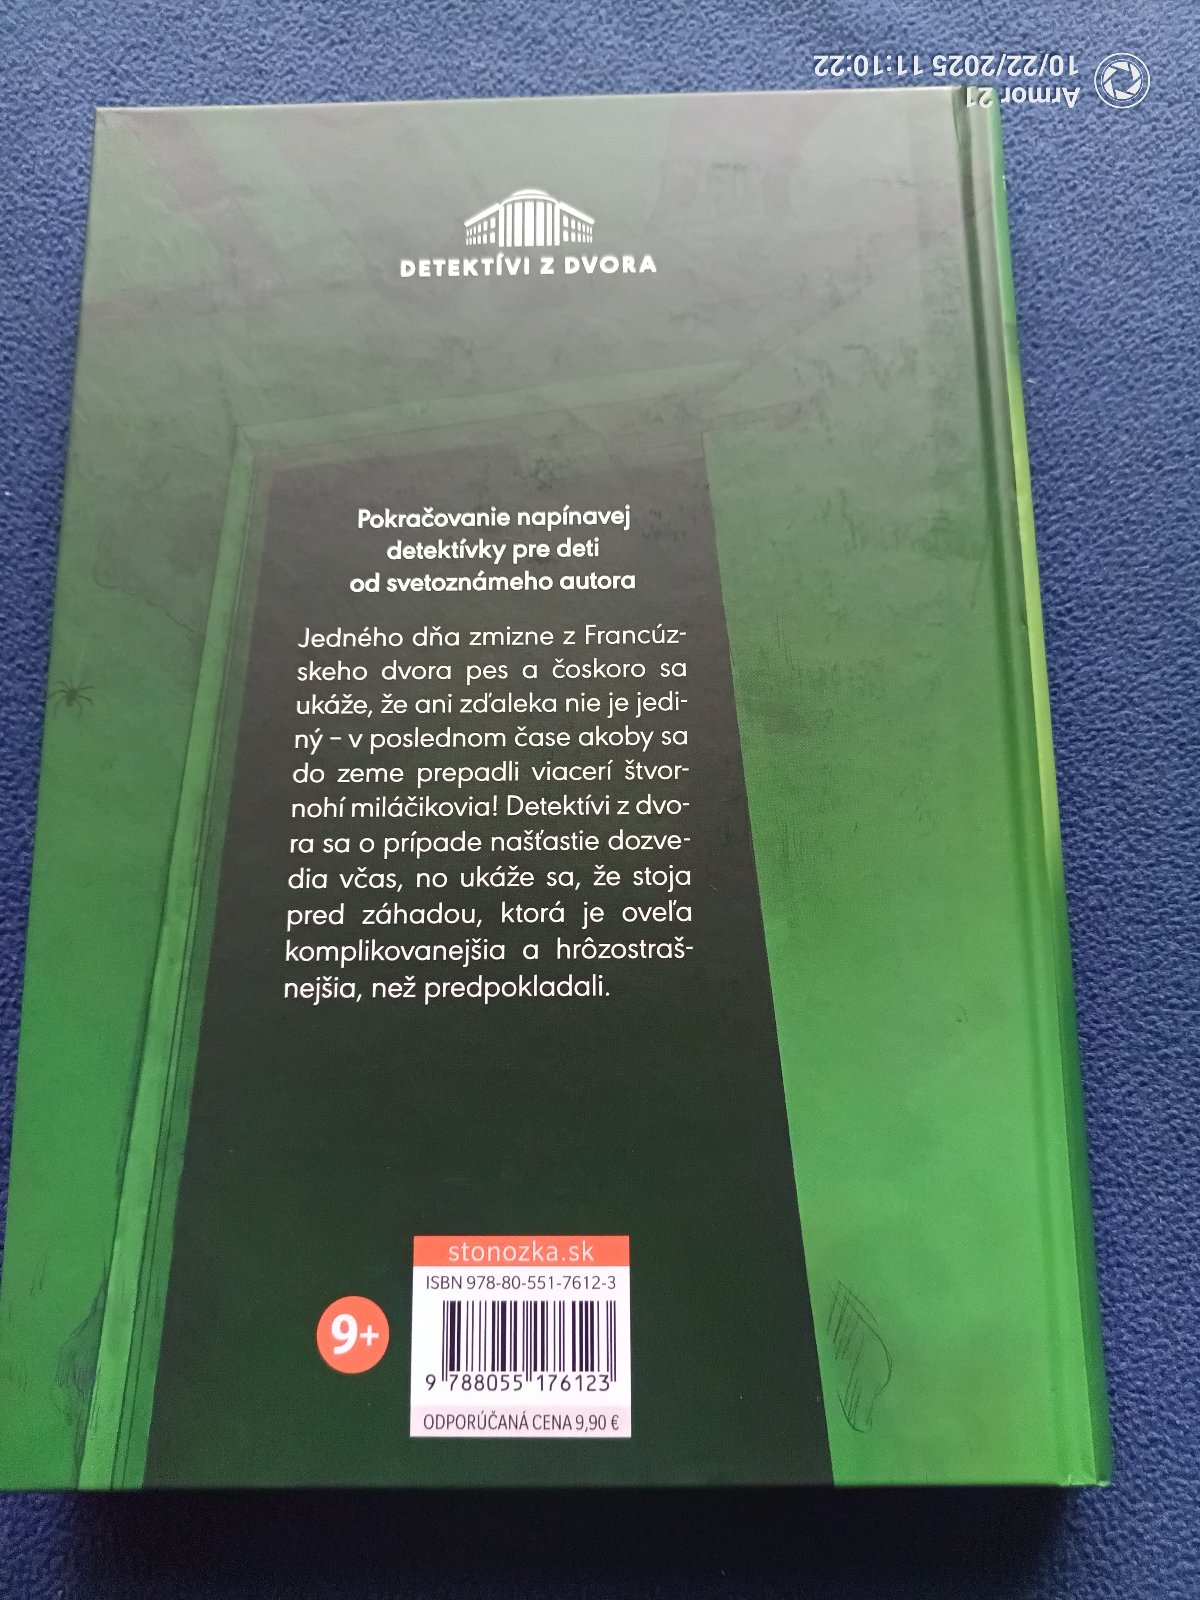 Armor 21
10/22/2025 11:10:22
DETEKTÍVI Z DVORA
Pokračovanie napínavej
detektívky pre deti
od svetoznámeho autora
Jedného dňa zmizne z Francúz-
skeho dvora pes a čoskoro sa
ukáže, že ani zďaleka nie je jedi-
ný – v poslednom čase akoby sa
do zeme prepadli viacerí štvor-
nohí miláčikovia! Detektívi z dvo-
ra sa o prípade našťastie dozve-
dia včas, no ukáže sa, že stoja
pred záhadou, ktorá je oveľa
komplikovanejšia a hrôzostraš-
nejšia, než predpokladali.
stonozka.sk
ISBN 978-80-551-7612-3
9+
9 788055 176123
ODPORÚČANÁ CENA 9,90 €